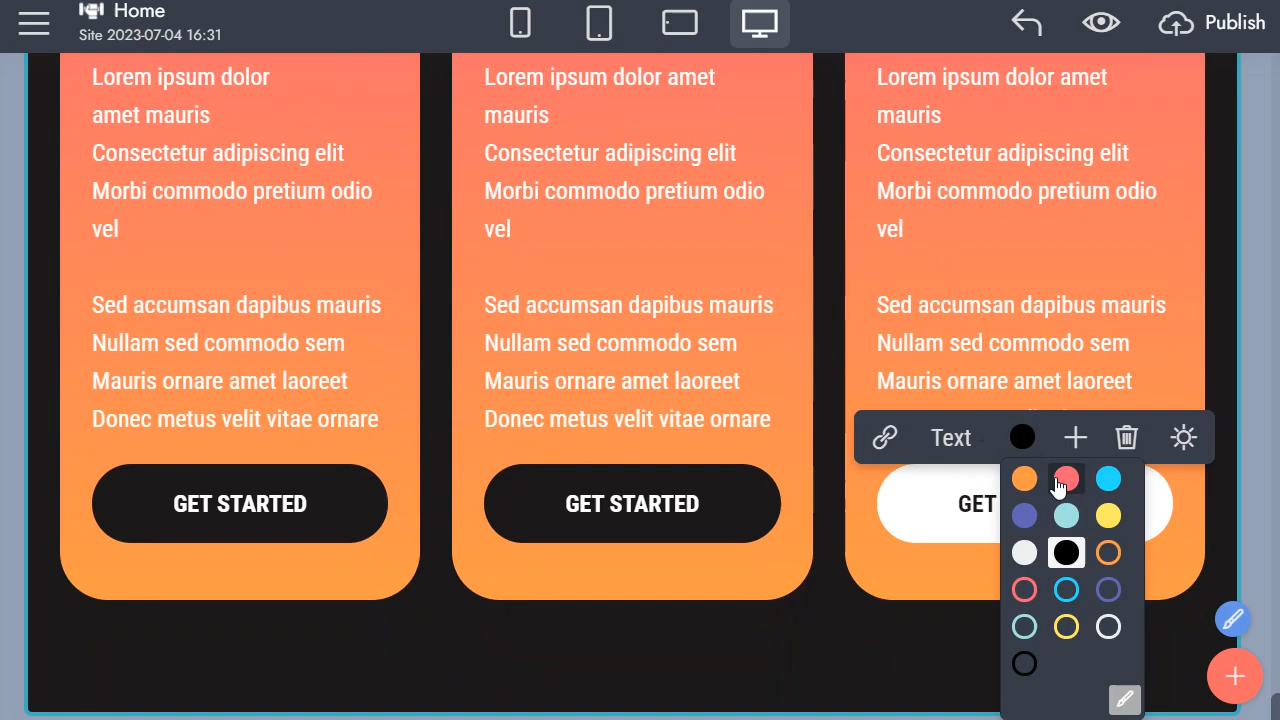 Home
Site 2023-07-04 16:31
Publish
Lorem ipsum dolor
amet mauris
Consectetur adipiscing elit
Morbi commodo pretium odio
vel
Sed accumsan dapibus mauris
Nullam sed commodo sem
Mauris ornare amet laoreet
Donec metus velit vitae ornare
GET STARTED
Lorem ipsum dolor amet
mauris
Consectetur adipiscing elit
Morbi commodo pretium odio
vel
Sed accumsan dapibus mauris
Nullam sed commodo sem
Mauris ornare amet laoreet
Donec metus velit vitae ornare
GET STARTED
Lorem ipsum dolor amet
mauris
Consectetur adipiscing elit
Morbi commodo pretium odio
vel
Sed accumsan dapibus mauris
Nullam sed commodo sem
Mauris ornare amet laoreet
Text
GET